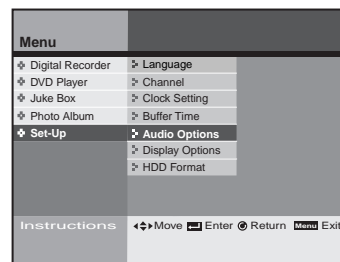 Menu
Digital Recorder
DVD Player
Juke Box
Photo Album
Set-Up
Language
Channel
Clock Setting
Buffer Time
Audio Options
Display Options
HDD Format
Instructions
Move Enter Return Menu Exit